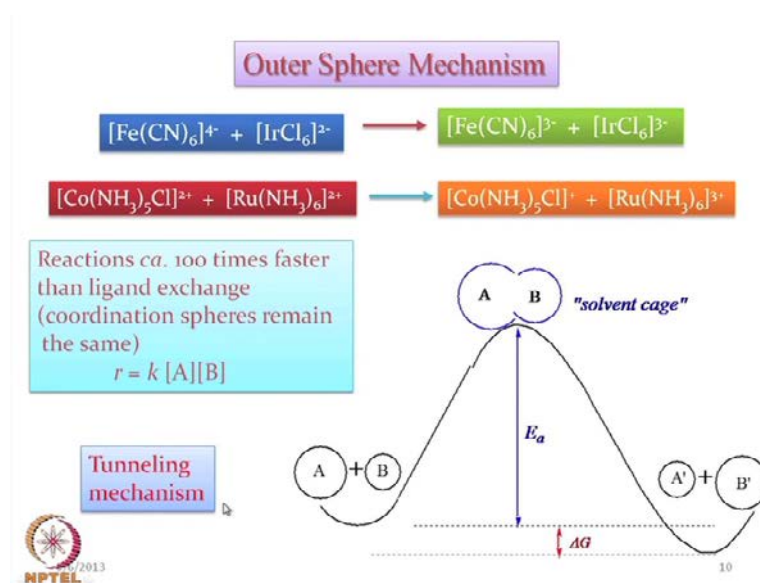 Outer Sphere Mechanism
[Fe(CN)₆]⁴⁻ + [IrCl₆]²⁻
[Fe(CN)₆]³⁻ + [IrCl₆]³⁻
[Co(NH₃)₅Cl]²⁺ + [Ru(NH₃)₆]²⁺
[Co(NH₃)₅Cl]⁺ + [Ru(NH₃)₆]³⁺
Reactions ca. 100 times faster
than ligand exchange
(coordination spheres remain
the same)
r = k [A][B]
A B
"solvent cage"
Eₐ
A + B
A' + B'
Tunneling
mechanism
ΔG
/2013
10
NPTEL